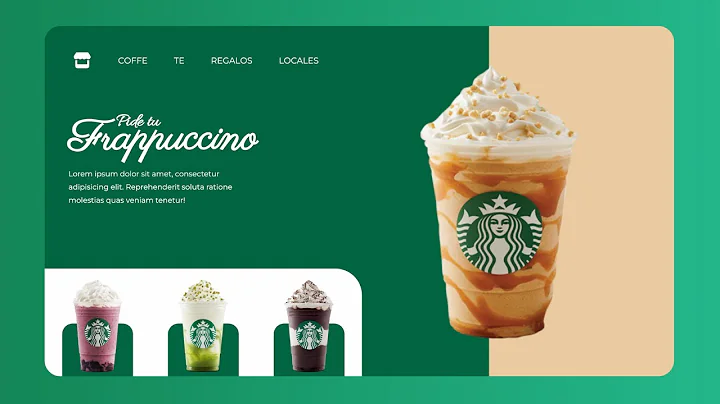 COFFE TE REGALOS LOCALES
Pide tu
Frappuccino
Lorem ipsum dolor sit amet, consectetur
adipisicing elit. Reprehenderit soluta ratione
molestias quas veniam tenetur!